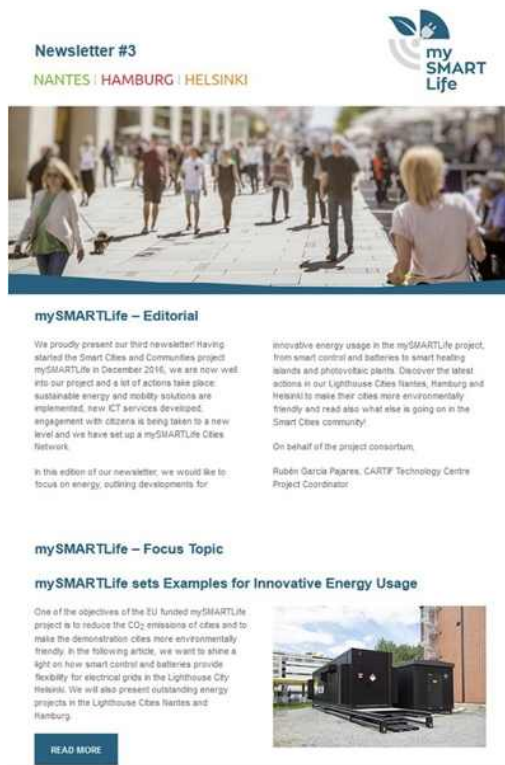 Newsletter #3
NANTES | HAMBURG | HELSINKI
my
SMART
Life
mySMARTLife – Editorial
We proudly present our third newsletter! Having
started the Smart Cities and Communities project
mySMARTLife in December 2016, we are now well
into our project and a lot of actions take place:
sustainable energy and mobility solutions are
implemented, new ICT services developed,
engagement with citizens is being taken to a new
level and we have set up a mySMARTLife Cities
Network.
In this edition of our newsletter, we would like to
focus on energy, outlining developments for
innovative energy usage in the mySMARTLife project,
from smart control and batteries to smart heating
islands and photovoltaic plants. Discover the latest
actions in our Lighthouse Cities Nantes, Hamburg and
Helsinki to make their cities more environmentally
friendly and read also what else is going on in the
Smart Cities community!
On behalf of the project consortium,
Rubén García Pajares, CARTIF Technology Centre
Project Coordinator
mySMARTLife – Focus Topic
mySMARTLife sets Examples for Innovative Energy Usage
One of the objectives of the EU funded mySMARTLife
project is to reduce the CO₂ emissions of cities and to
make the demonstration cities more environmentally
friendly. In the following article, we want to shine a
light on how smart control and batteries provide
flexibility for electrical grids in the Lighthouse City
Helsinki. We will also present outstanding energy
projects in the Lighthouse Cities Nantes and
Hamburg.
READ MORE